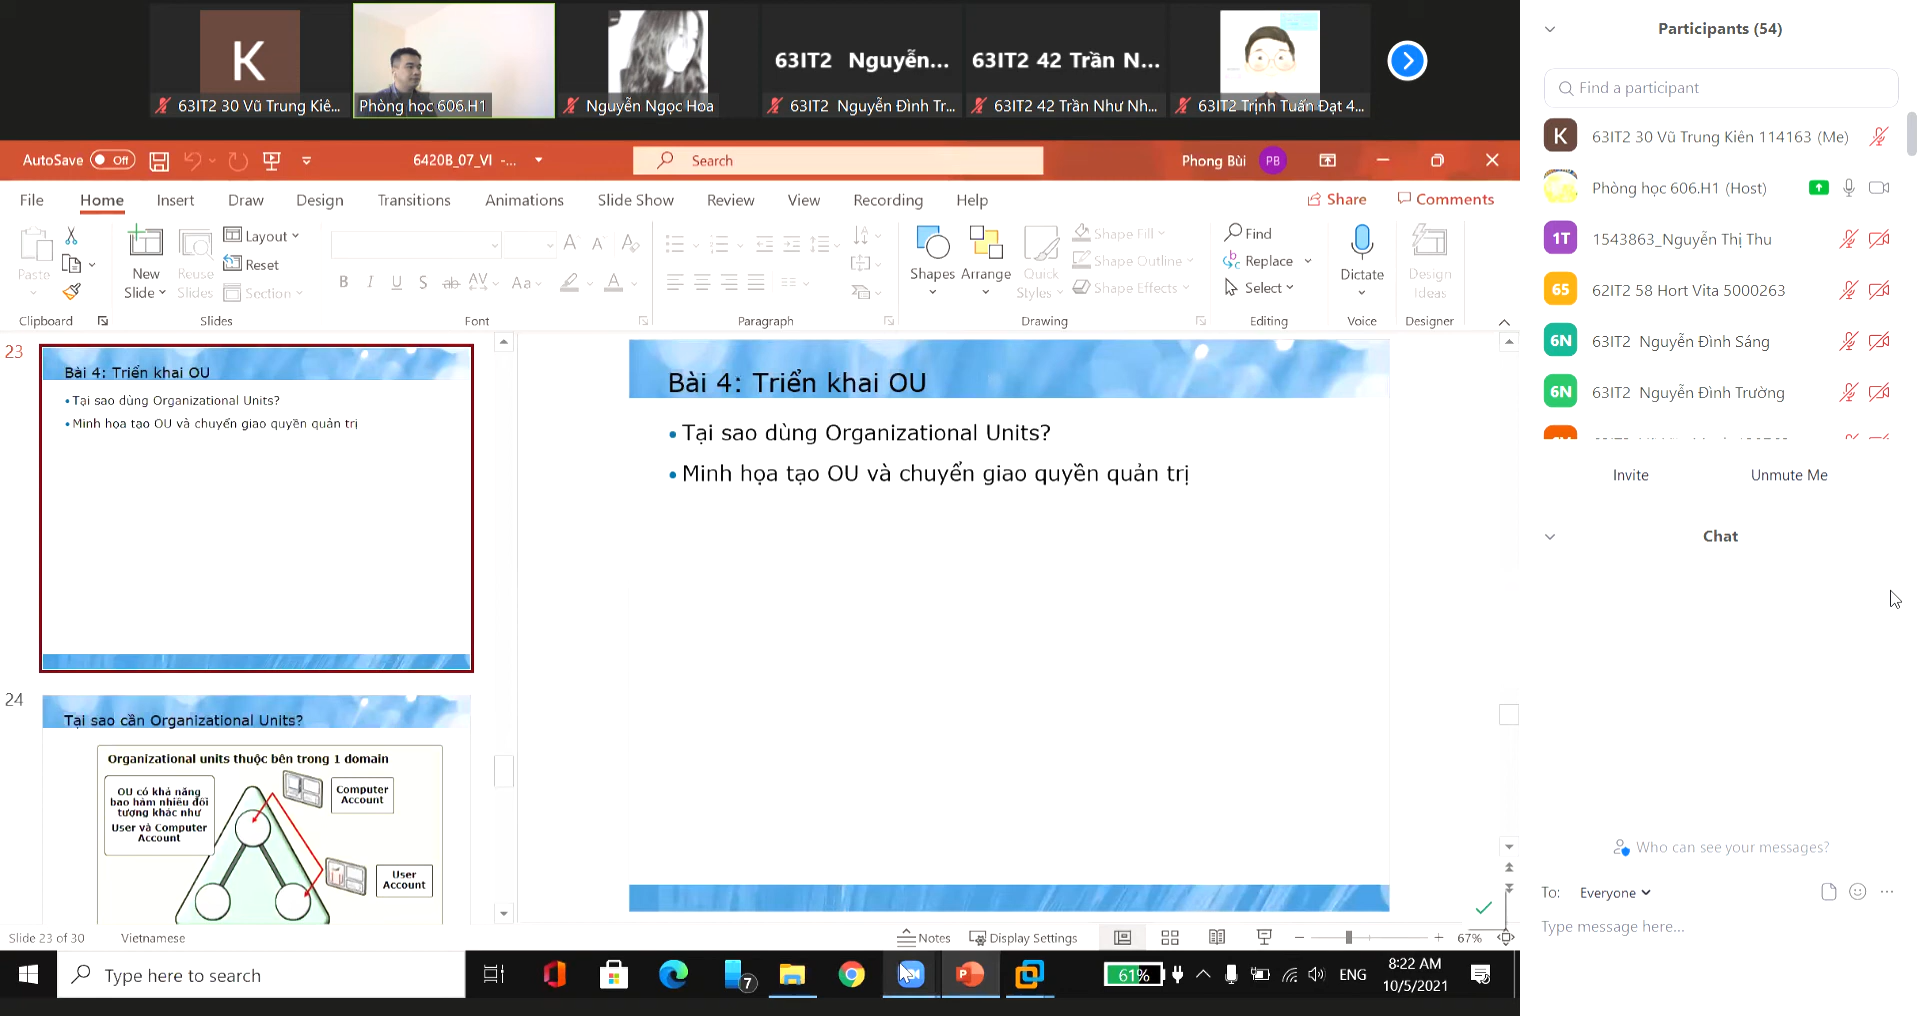 K
63IT2 30 Vũ Trung Kiê...
Phòng học 606.H1
Nguyễn Ngọc Hoa
63IT2 Nguyễn...
63IT2 Nguyễn Đình Tr...
63IT2 42 Trần N...
63IT2 42 Trần Như Nh...
63IT2 Trịnh Tuấn Đạt 4...
AutoSave Off
6420B_07_VI -...
Search
Phong Bùi
PB
File Home Insert Draw Design Transitions Animations Slide Show Review View Recording Help
Share Comments
Paste
New Slide
Reuse Slides
Layout
Reset
Section
B I U S ab AV Aa A
Shapes Arrange Quick Styles
Shape Fill
Shape Outline
Shape Effects
Find
Replace
Select
Dictate
Design Ideas
Clipboard Slides Font Paragraph Drawing Editing Voice Designer
23
Bài 4: Triển khai OU
Tại sao dùng Organizational Units?
Minh họa tạo OU và chuyển giao quyền quản trị
24
Tại sao cần Organizational Units?
Organizational units thuộc bên trong 1 domain
OU có khả năng
bao hàm nhiều đối
tượng khác như
User và Computer
Account
Computer
Account
User
Account
Bài 4: Triển khai OU
Tại sao dùng Organizational Units?
Minh họa tạo OU và chuyển giao quyền quản trị
Slide 23 of 30
Vietnamese
Notes
Display Settings
67%
Type here to search
7
61%
ENG
8:22 AM
10/5/2021
Participants (54)
Find a participant
K
63IT2 30 Vũ Trung Kiên 114163 (Me)
Phòng học 606.H1 (Host)
1T
1543863_Nguyễn Thị Thu
65
62IT2 58 Hort Vita 5000263
6N
63IT2 Nguyễn Đình Sáng
6N
63IT2 Nguyễn Đình Trường
Invite
Unmute Me
Chat
Who can see your messages?
To: Everyone
Type message here...